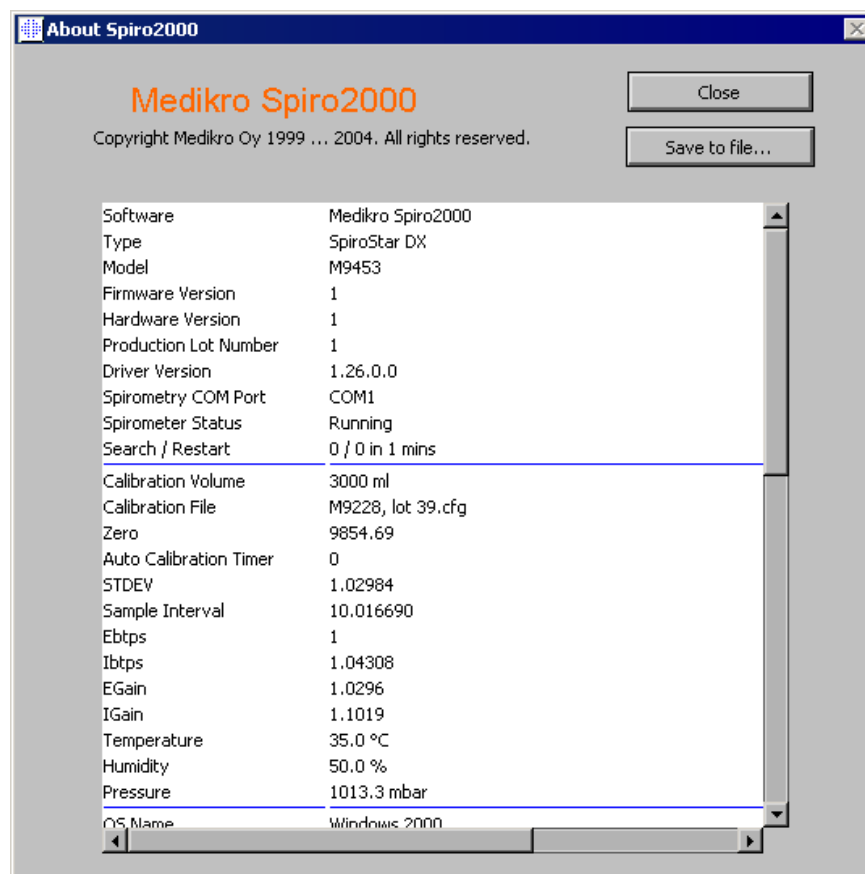 About Spiro2000
Medikro Spiro2000
Close
Copyright Medikro Oy 1999 ... 2004. All rights reserved.
Save to file...
Software Medikro Spiro2000
Type SpiroStar DX
Model M9453
Firmware Version 1
Hardware Version 1
Production Lot Number 1
Driver Version 1.26.0.0
Spirometry COM Port COM1
Spirometer Status Running
Search / Restart 0 / 0 in 1 mins
Calibration Volume 3000 ml
Calibration File M9228, lot 39.cfg
Zero 9854.69
Auto Calibration Timer 0
STDEV 1.02984
Sample Interval 10.016690
Ebtps 1
Ibtps 1.04308
EGain 1.0296
IGain 1.1019
Temperature 35.0 °C
Humidity 50.0 %
Pressure 1013.3 mbar
OS Name Windows 2000